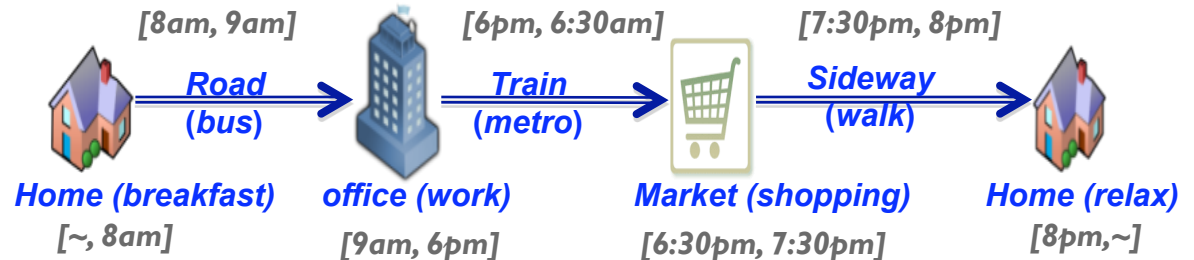 [8am, 9am] [6pm, 6:30am] [7:30pm, 8pm]
Road Train Sideway
(bus) (metro) (walk)
Home (breakfast) office (work) Market (shopping) Home (relax)
[~, 8am] [9am, 6pm] [6:30pm, 7:30pm] [8pm,~]